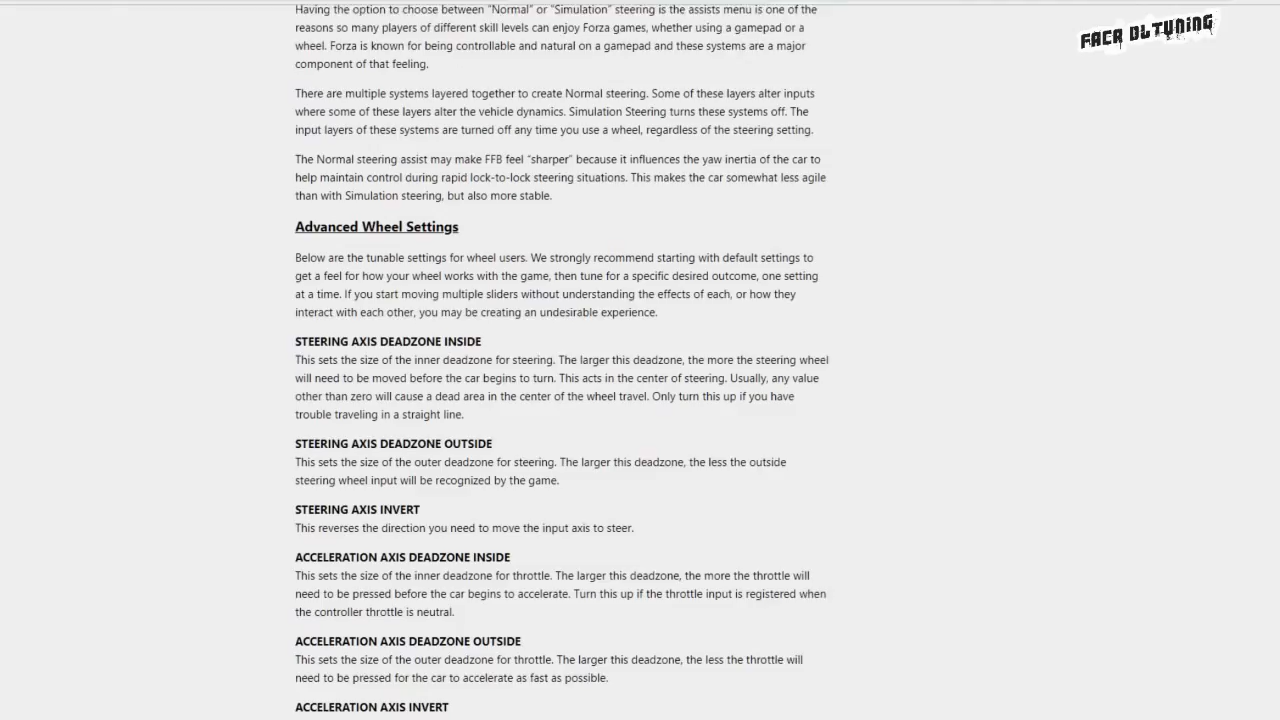 Having the option to choose between “Normal” or “Simulation” steering is the assists menu is one of the
reasons so many players of different skill levels can enjoy Forza games, whether using a gamepad or a
wheel. Forza is known for being controllable and natural on a gamepad and these systems are a major
component of that feeling.
There are multiple systems layered together to create Normal steering. Some of these layers alter inputs
where some of these layers alter the vehicle dynamics. Simulation Steering turns these systems off. The
input layers of these systems are turned off any time you use a wheel, regardless of the steering setting.
The Normal steering assist may make FFB feel “sharper” because it influences the yaw inertia of the car to
help maintain control during rapid lock-to-lock steering situations. This makes the car somewhat less agile
than with Simulation steering, but also more stable.
Advanced Wheel Settings
Below are the tunable settings for wheel users. We strongly recommend starting with default settings to
get a feel for how your wheel works with the game, then tune for a specific desired outcome, one setting
at a time. If you start moving multiple sliders without understanding the effects of each, or how they
interact with each other, you may be creating an undesirable experience.
STEERING AXIS DEADZONE INSIDE
This sets the size of the inner deadzone for steering. The larger this deadzone, the more the steering wheel
will need to be moved before the car begins to turn. This acts in the center of steering. Usually, any value
other than zero will cause a dead area in the center of the wheel travel. Only turn this up if you have
trouble traveling in a straight line.
STEERING AXIS DEADZONE OUTSIDE
This sets the size of the outer deadzone for steering. The larger this deadzone, the less the outside
steering wheel input will be recognized by the game.
STEERING AXIS INVERT
This reverses the direction you need to move the input axis to steer.
ACCELERATION AXIS DEADZONE INSIDE
This sets the size of the inner deadzone for throttle. The larger this deadzone, the more the throttle will
need to be pressed before the car begins to accelerate. Turn this up if the throttle input is registered when
the controller throttle is neutral.
ACCELERATION AXIS DEADZONE OUTSIDE
This sets the size of the outer deadzone for throttle. The larger this deadzone, the less the throttle will
need to be pressed for the car to accelerate as fast as possible.
ACCELERATION AXIS INVERT
FACR DLTUNING